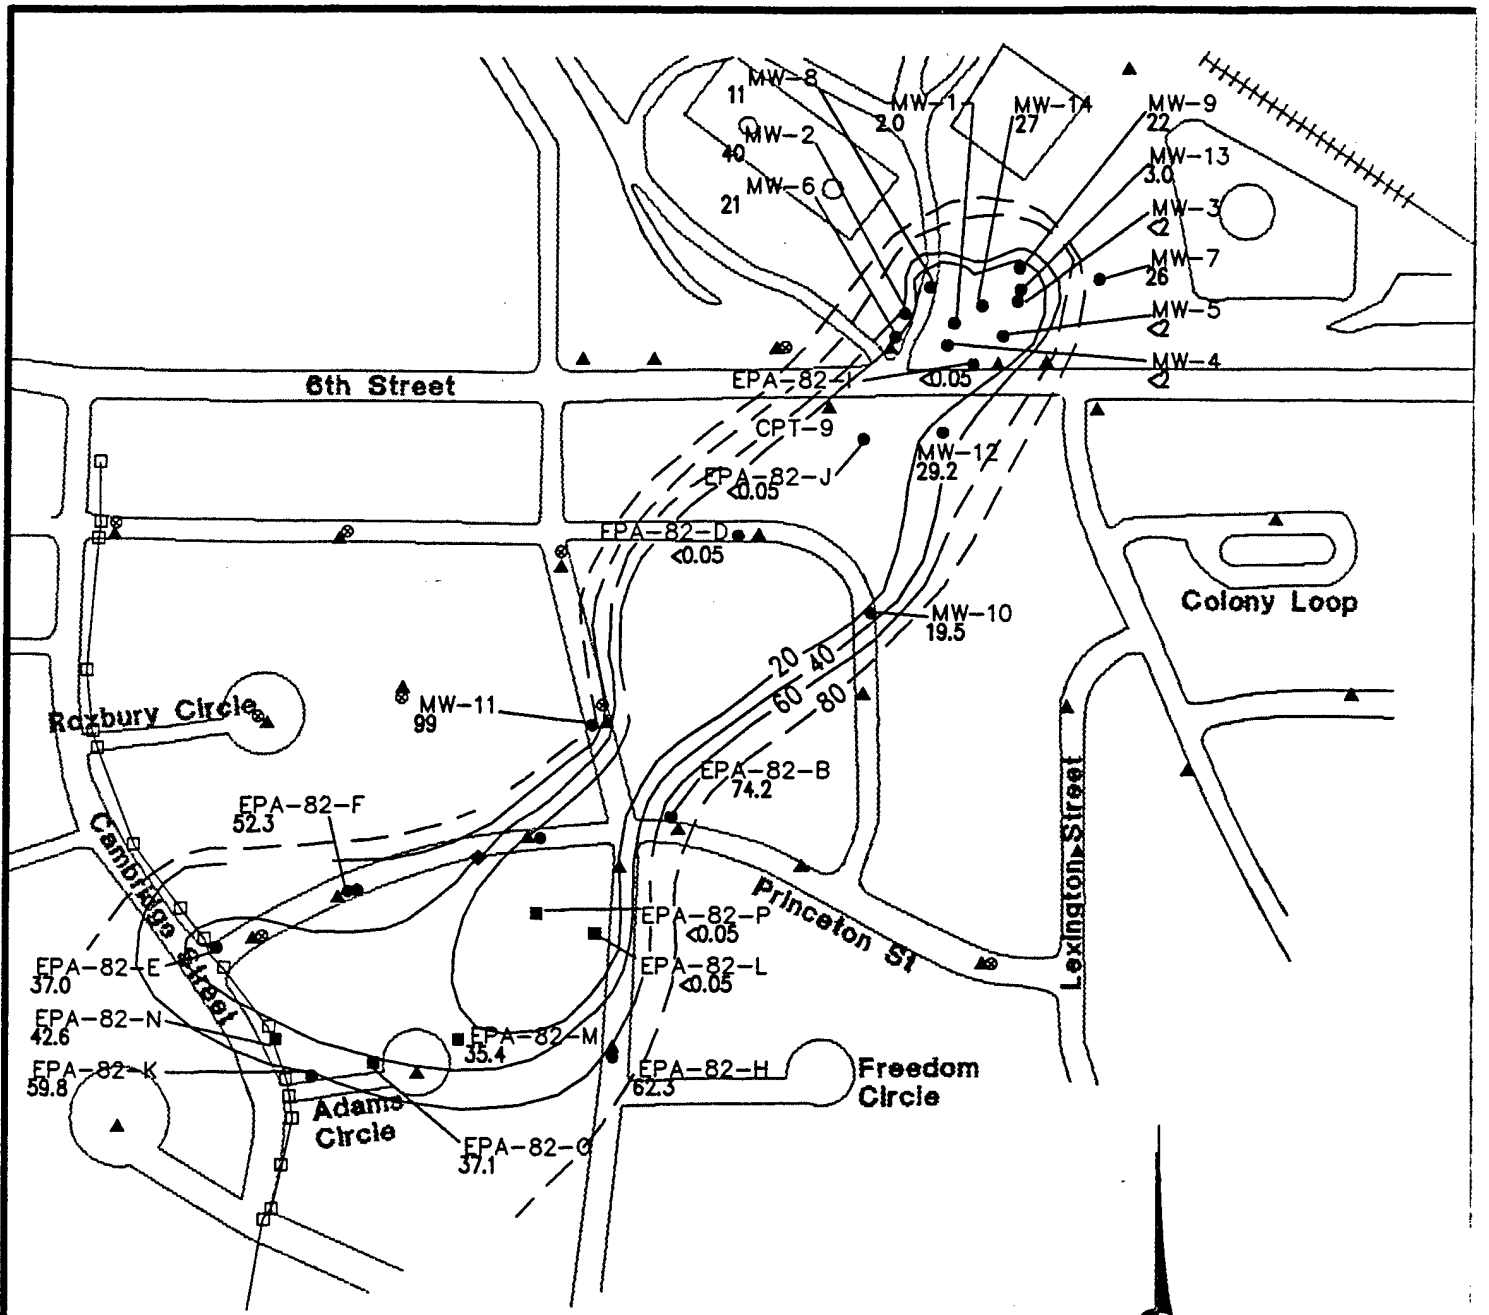 MW-8
11
MW-1
2.0
MW-14
27
MW-9
22
MW-2
40
MW-13
3.0
MW-6
21
MW-3
<2
MW-7
26
MW-5
<2
MW-4
<2
EPA-82-I
<0.05
6th Street
CPT-9
MW-12
29.2
EPA-82-J
<0.05
EPA-82-D
<0.05
Colony Loop
MW-10
19.5
20
40
60
80
Roxbury Circle
MW-11
99
EPA-82-B
74.2
EPA-82-F
52.3
Cambridge Street
Lexington Street
Princeton St
EPA-82-P
<0.05
EPA-82-L
<0.05
EPA-82-E
37.0
EPA-82-N
42.6
EPA-82-M
35.4
EPA-82-K
59.8
EPA-82-H
62.3
Freedom
Circle
Adams
Circle
EPA-82-O
37.1